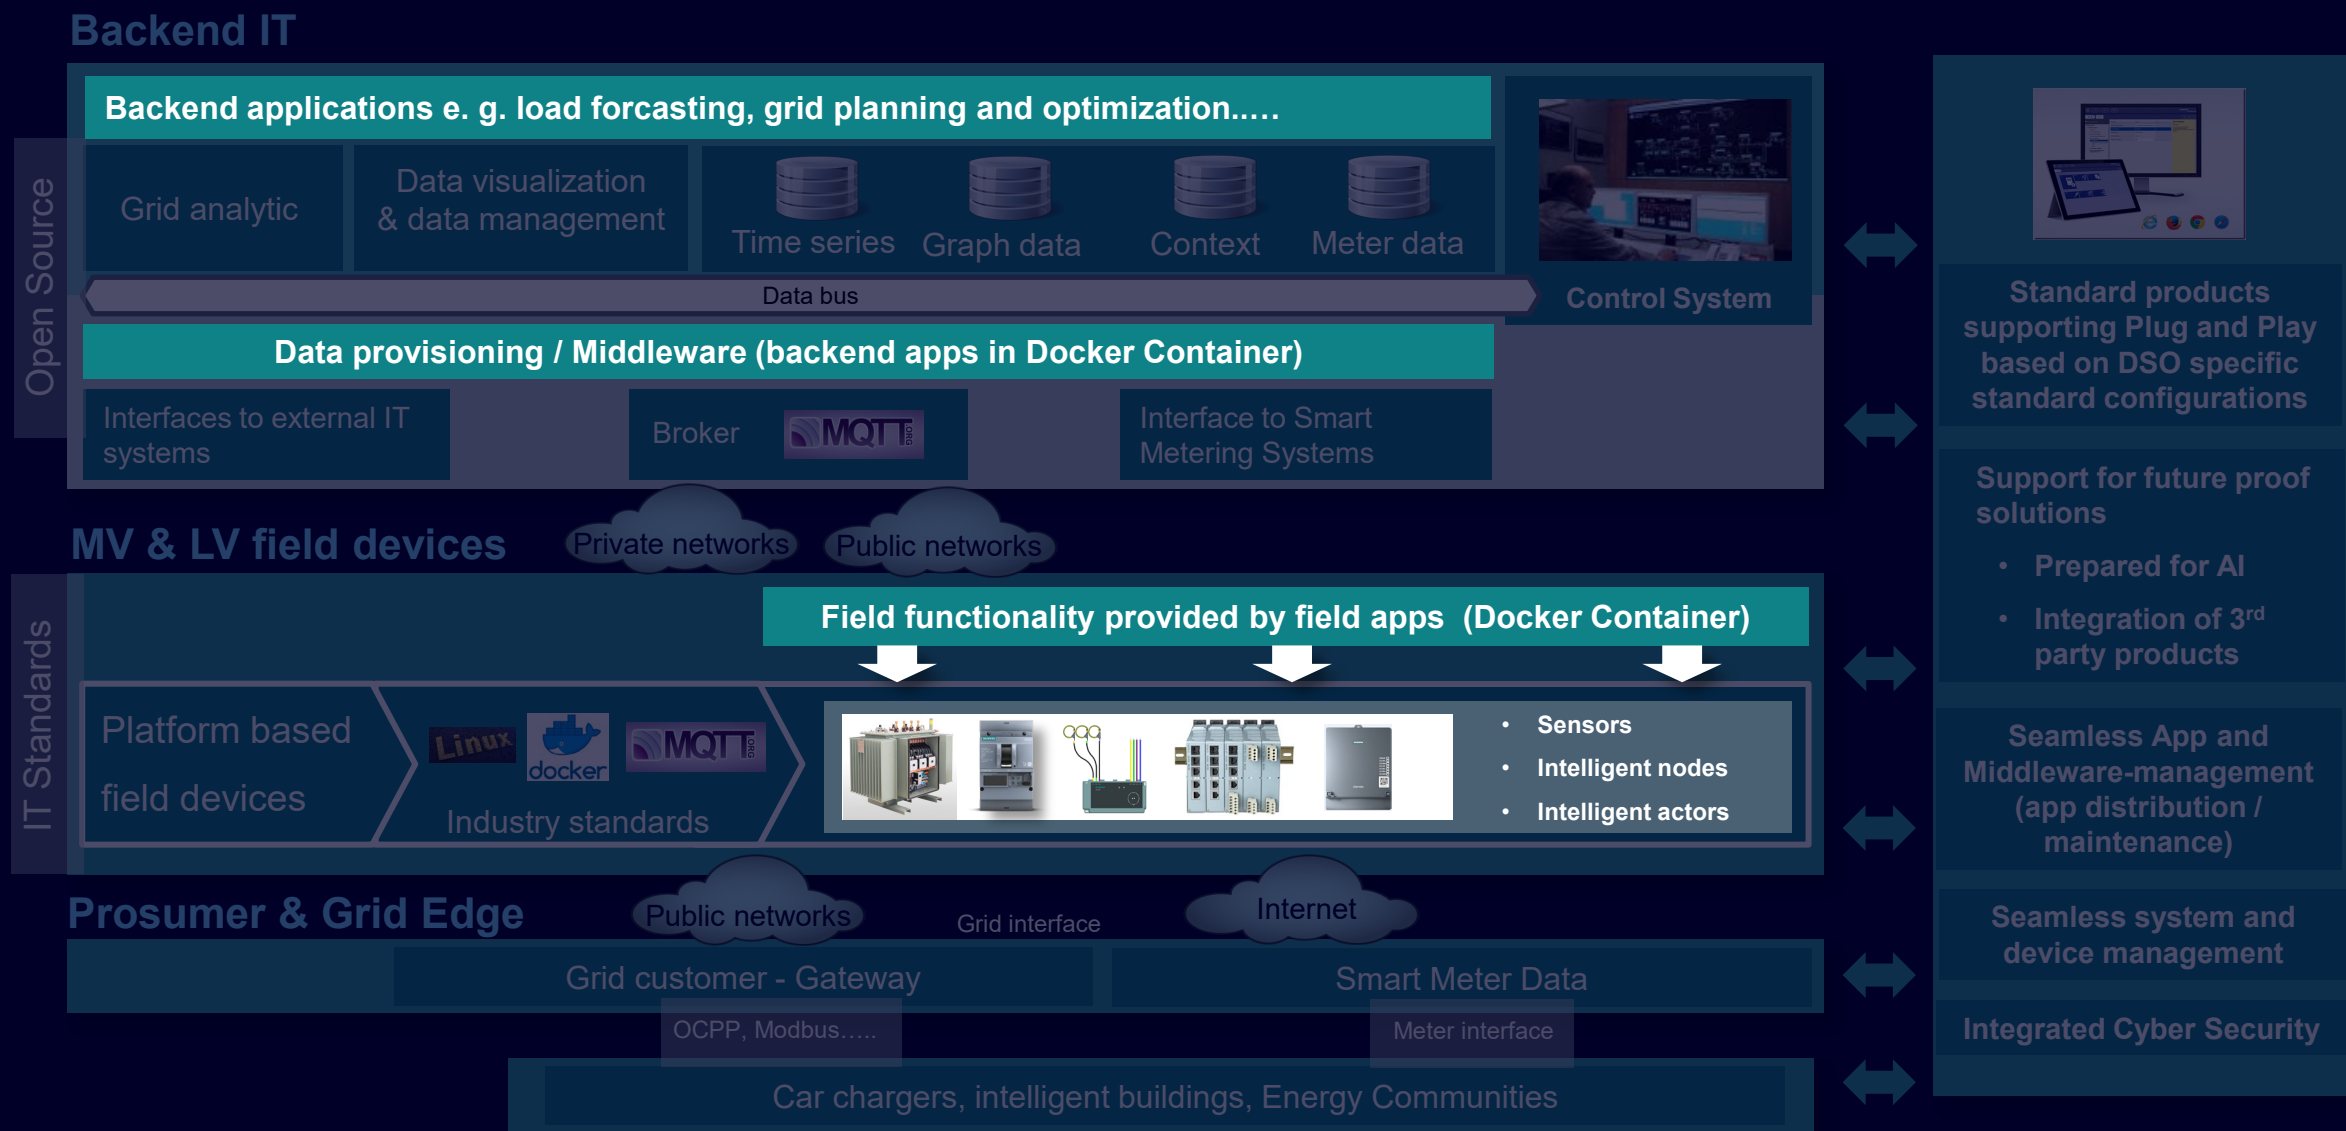 Backend IT
Backend applications e. g. load forcasting, grid planning and optimization..…
Open Source
Grid analytic
Data visualization
& data management
Time series
Graph data
Context
Meter data
Control System
Data bus
Data provisioning / Middleware (backend apps in Docker Container)
Interfaces to external IT
systems
Broker
MQTT.ORG
Interface to Smart
Metering Systems
MV & LV field devices
Private networks
Public networks
IT Standards
Field functionality provided by field apps (Docker Container)
Platform based
field devices
Linux
docker
MQTT.ORG
Industry standards
• Sensors
• Intelligent nodes
• Intelligent actors
Prosumer & Grid Edge
Public networks
Grid interface
Internet
Grid customer - Gateway
Smart Meter Data
OCPP, Modbus…..
Meter interface
Car chargers, intelligent buildings, Energy Communities
Standard products
supporting Plug and Play
based on DSO specific
standard configurations
Support for future proof
solutions
• Prepared for AI
• Integration of 3rd
party products
Seamless App and
Middleware-management
(app distribution /
maintenance)
Seamless system and
device management
Integrated Cyber Security